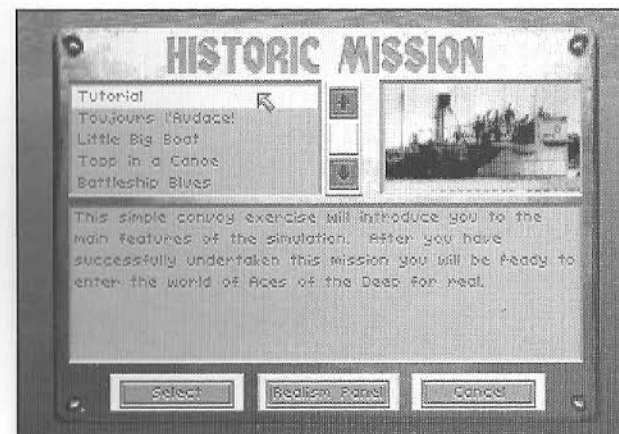 HISTORIC MISSION
Tutorial
Toujours l'Audace!
Little Big Boat
Topp in a Canoe
Battleship Blues
This simple convoy exercise will introduce you to the
main features of the simulation. After you have
successfully undertaken this mission you will be ready to
enter the world of Aces of the Deep for real.
Select
Realism Panel
Cancel